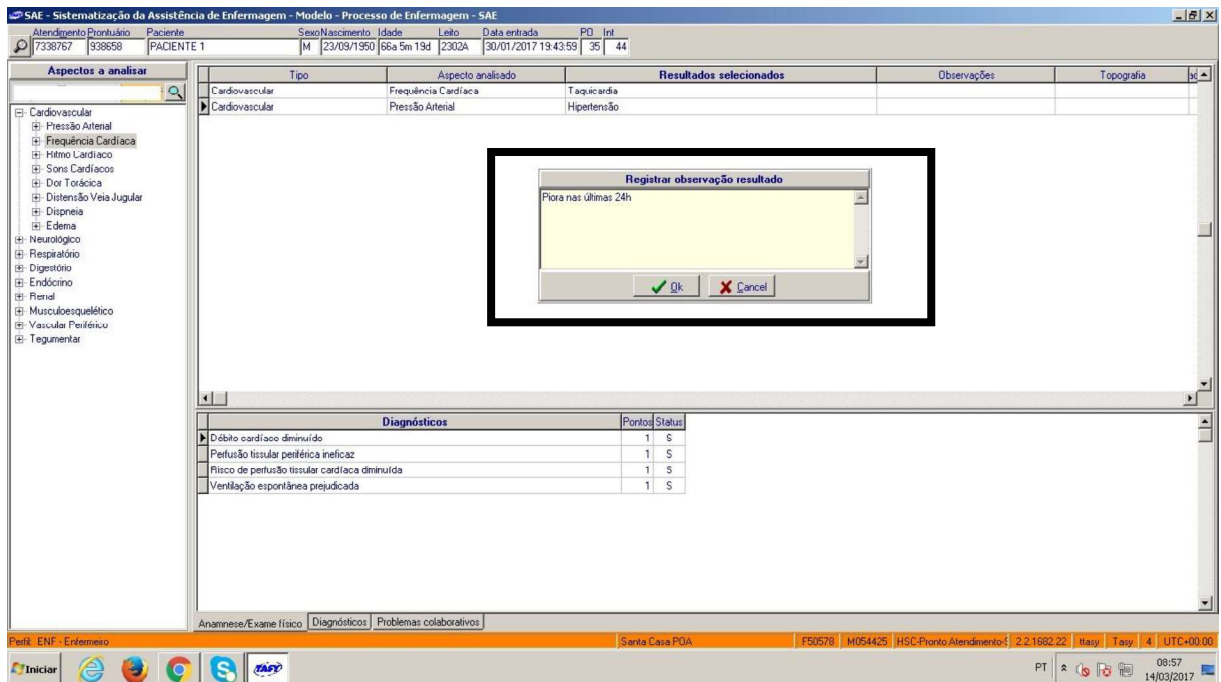 SAE - Sistematização da Assistência de Enfermagem - Modelo - Processo de Enfermagem - SAE
Atendimento Prontuário Paciente Sexo Nascimento Idade Leito Data entrada PO Int
7338767 938658 PACIENTE 1 M 23/09/1950 66a 5m 19d 2302A 30/01/2017 19:43:59 35 44
Aspectos a analisar
Cardiovascular
Pressão Arterial
Frequência Cardíaca
Ritmo Cardíaco
Sons Cardíacos
Dor Torácica
Distensão Veia Jugular
Dispneia
Edema
Neurológico
Respiratório
Digestório
Endócrino
Renal
Musculoesquelético
Vascular Periférico
Tegumentar
Tipo Aspecto analisado Resultados selecionados Observações Topografia
Cardiovascular Frequência Cardíaca Taquicardia
Cardiovascular Pressão Arterial Hipertensão
Registrar observação resultado
Piora nas últimas 24h
Ok Cancel
Diagnósticos Pontos Status
Débito cardíaco diminuído 1 S
Perfusão tissular periférica ineficaz 1 S
Risco de perfusão tissular cardíaca diminuída 1 S
Ventilação espontânea prejudicada 1 S
Anamnese/Exame físico Diagnósticos Problemas colaborativos
Perfil: ENF - Enfermeiro Santa Casa POA F50578 M054425 HSC-Pronto Atendimento-S 2.2.1682.22 Tasy 4 UTC+00:00
Iniciar TASY PT 08:57
14/03/2017